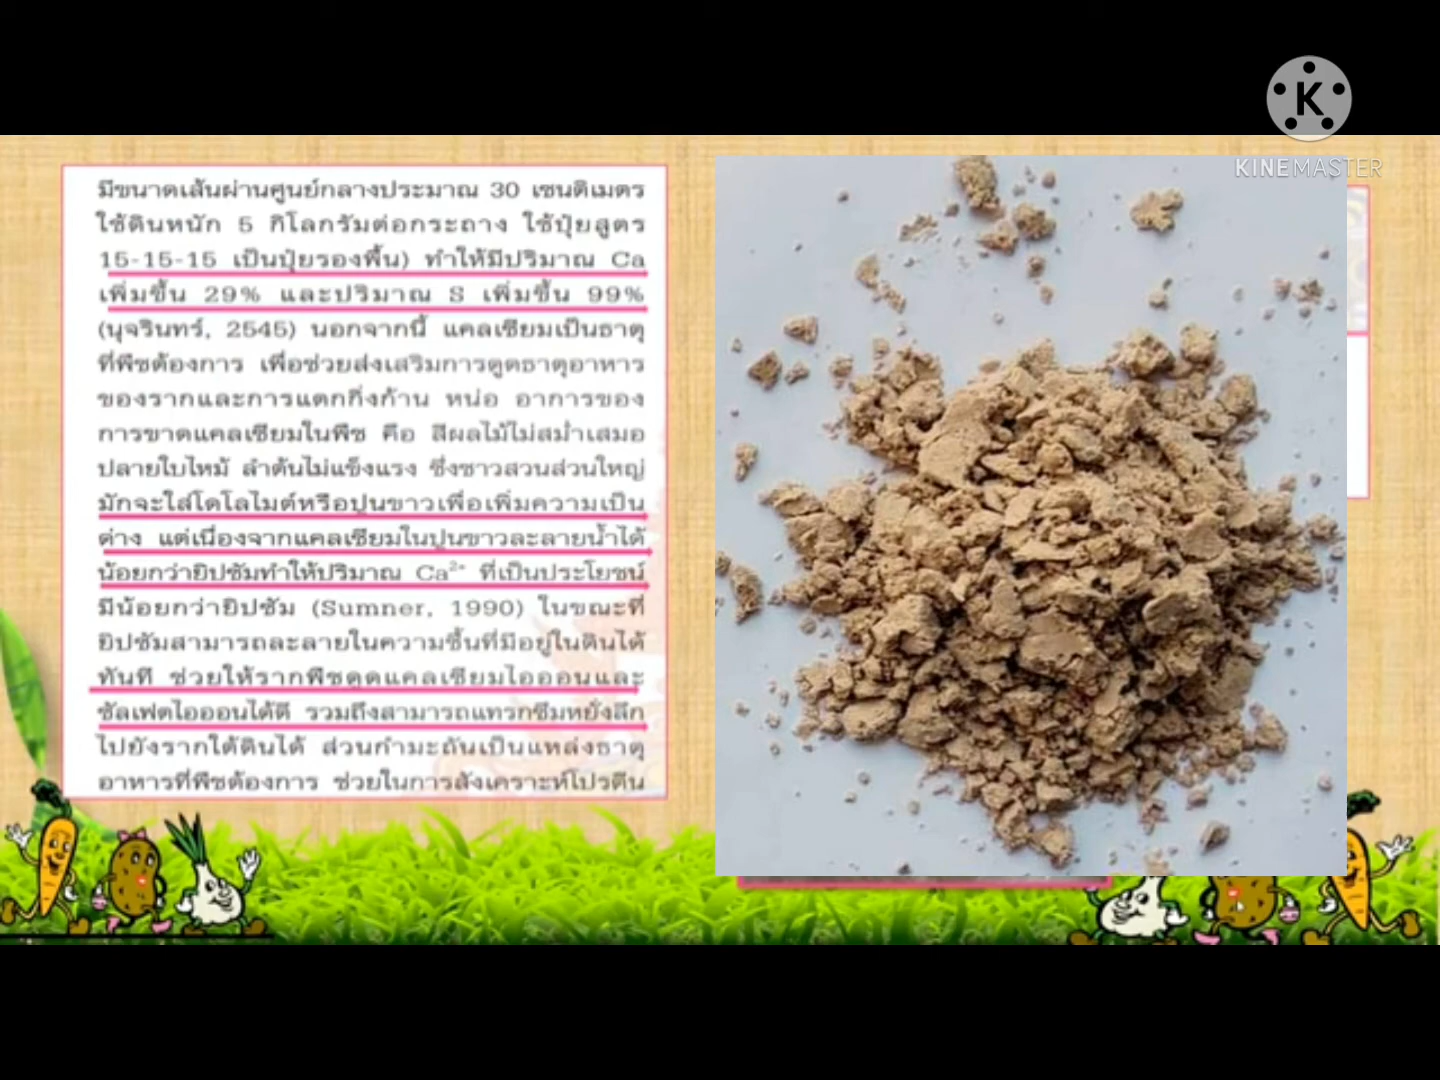 มีขนาดเส้นผ่านศูนย์กลางประมาณ 30 เซนติเมตร
ใช้ดินหนัก 5 กิโลกรัมต่อกระถาง ใช้ปุ๋ยสูตร
15-15-15 เป็นปุ๋ยรองพื้น) ทำให้มีปริมาณ Ca
เพิ่มขึ้น 29% และปริมาณ S เพิ่มขึ้น 99%
(นุจรินทร์, 2545) นอกจากนี้ แคลเซียมเป็นธาตุ
ที่พืชต้องการ เพื่อช่วยส่งเสริมการดูดธาตุอาหาร
ของรากและการแตกกิ่งก้าน หน่อ อาการของ
การขาดแคลเซียมในพืช คือ สีผลไม้ไม่สม่ำเสมอ
ปลายใบไหม้ ลำต้นไม่แข็งแรง ซึ่งชาวสวนส่วนใหญ่
มักจะใส่โดโลไมต์หรือปูนขาวเพื่อเพิ่มความเป็น
ด่าง แต่เนื่องจากแคลเซียมในปูนขาวละลายน้ำได้
น้อยกว่ายิปซัมทำให้ปริมาณ Ca²⁺ ที่เป็นประโยชน์
มีน้อยกว่ายิปซัม (Sumner, 1990) ในขณะที่
ยิปซัมสามารถละลายในความชื้นที่มีอยู่ในดินได้
ทันที ช่วยให้รากพืชดูดแคลเซียมไอออนและ
ซัลเฟตไอออนได้ดี รวมถึงสามารถแทรกซึมหยั่งลึก
ไปยังรากใต้ดินได้ ส่วนกำมะถันเป็นแหล่งธาตุ
อาหารที่พืชต้องการ ช่วยในการสังเคราะห์โปรตีน
K
KINEMASTER